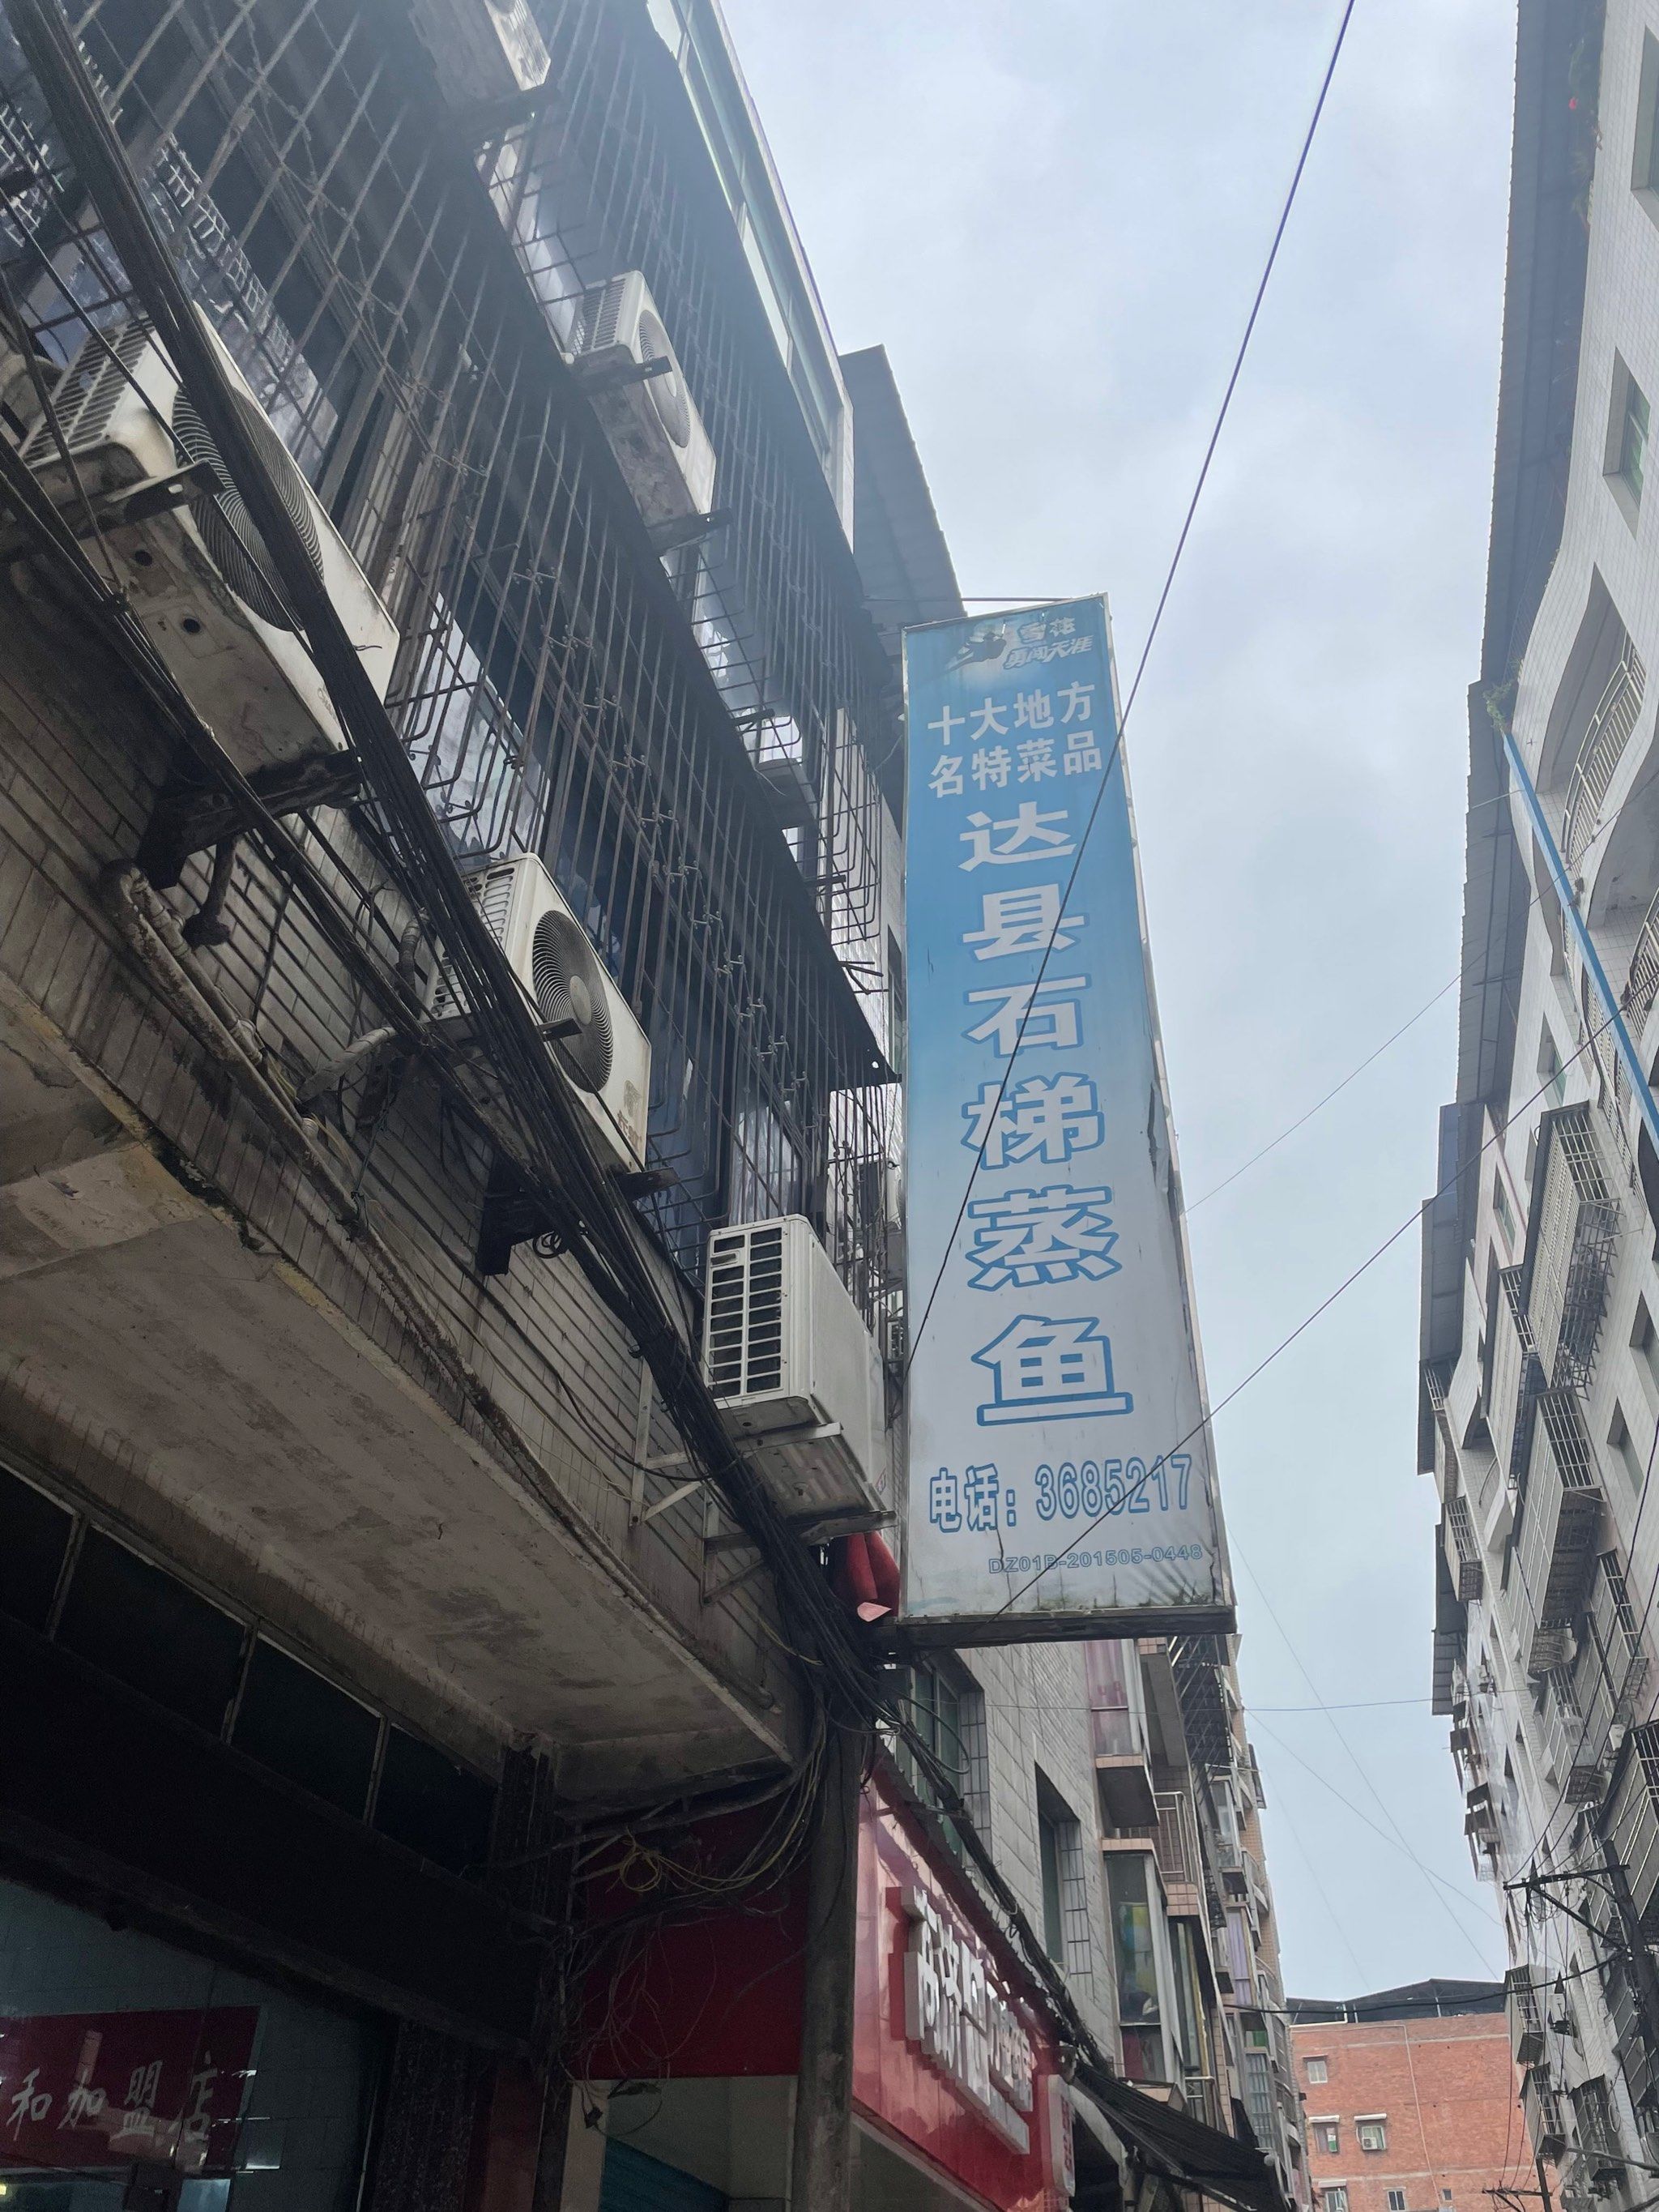 雪花
勇闯天涯
十大地方
名特菜品
达县石梯蒸鱼
电话：3685217
DZ01B-201505-0448
和加盟店